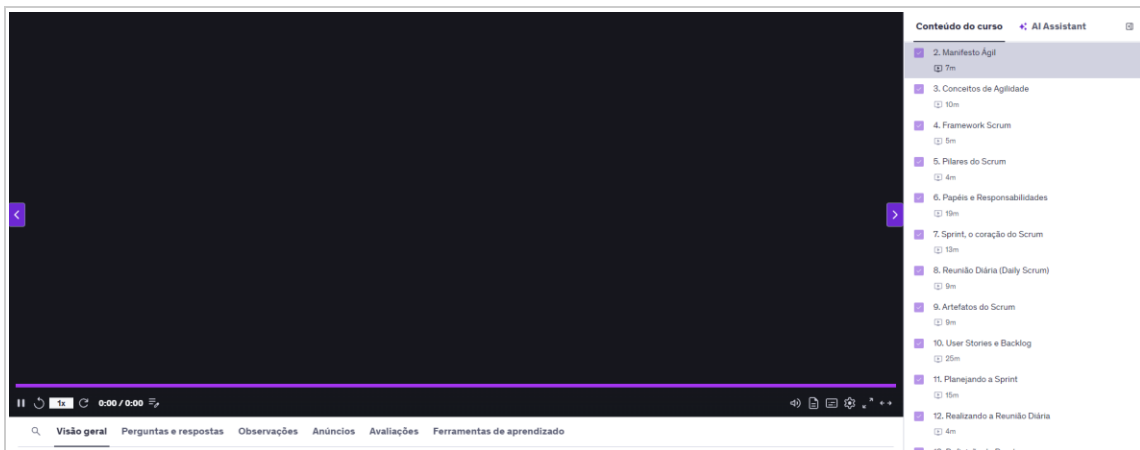 Conteúdo do curso
AI Assistant
2. Manifesto Ágil
7m
3. Conceitos de Agilidade
10m
4. Framework Scrum
5m
5. Pilares do Scrum
4m
6. Papéis e Responsabilidades
19m
7. Sprint, o coração do Scrum
13m
8. Reunião Diária (Daily Scrum)
9m
9. Artefatos do Scrum
9m
10. User Stories e Backlog
25m
11. Planejando a Sprint
15m
12. Realizando a Reunião Diária
4m
1x 0:00 / 0:00
Visão geral Perguntas e respostas Observações Anúncios Avaliações Ferramentas de aprendizado